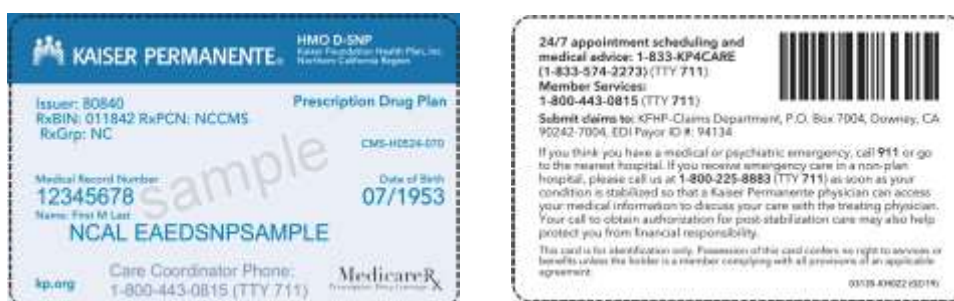 KAISER PERMANENTE®
HMO D-SNP
Kaiser Foundation Health Plan, Inc.
Northern California Region
Issuer: 80840
RxBIN: 011842 RxPCN: NCCMS
RxGrp: NC
Prescription Drug Plan
CMS-H0524-070
sample
Medical Record Number
12345678
Date of Birth
07/1953
Name: First M Last
NCAL EAEDSNPSAMPLE
kp.org
Care Coordinator Phone:
1-800-443-0815 (TTY 711)
MedicareRx
Prescription Drug Coverage
24/7 appointment scheduling and
medical advice: 1-833-KP4CARE
(1-833-574-2273) (TTY 711)
Member Services:
1-800-443-0815 (TTY 711)
Submit claims to: KFHP-Claims Department, P.O. Box 7004, Downey, CA
90242-7004, EDI Payor ID #: 94134
If you think you have a medical or psychiatric emergency, call 911 or go
to the nearest hospital. If you receive emergency care in a non-plan
hospital, please call us at 1-800-225-8883 (TTY 711) as soon as your
condition is stabilized so that a Kaiser Permanente physician can access
your medical information to discuss your care with the treating physician.
Your call to obtain authorization for post-stabilization care may also help
protect you from financial responsibility.
This card is for identification only. Possession of this card confers no right to services or
benefits unless the holder is a member complying with all provisions of an applicable
agreement